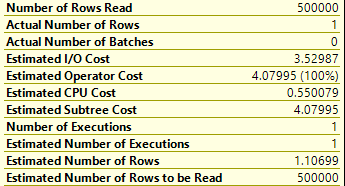 Number of Rows Read 500000
Actual Number of Rows 1
Actual Number of Batches 0
Estimated I/O Cost 3.52987
Estimated Operator Cost 4.07995 (100%)
Estimated CPU Cost 0.550079
Estimated Subtree Cost 4.07995
Number of Executions 1
Estimated Number of Executions 1
Estimated Number of Rows 1.10699
Estimated Number of Rows to be Read 500000